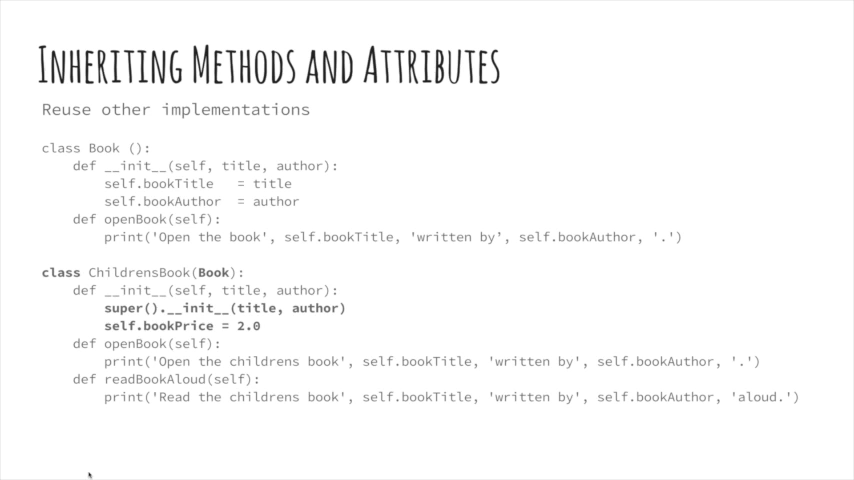 Inheriting Methods and Attributes
Reuse other implementations
class Book ():
    def __init__(self, title, author):
        self.bookTitle   = title
        self.bookAuthor  = author
    def openBook(self):
        print('Open the book', self.bookTitle, 'written by’, self.bookAuthor, '.')
class ChildrensBook(Book):
    def __init__(self, title, author):
        super().__init__(title, author)
        self.bookPrice = 2.0
    def openBook(self):
        print('Open the childrens book', self.bookTitle, 'written by', self.bookAuthor, '.')
    def readBookAloud(self):
        print('Read the childrens book', self.bookTitle, 'written by', self.bookAuthor, 'aloud.')